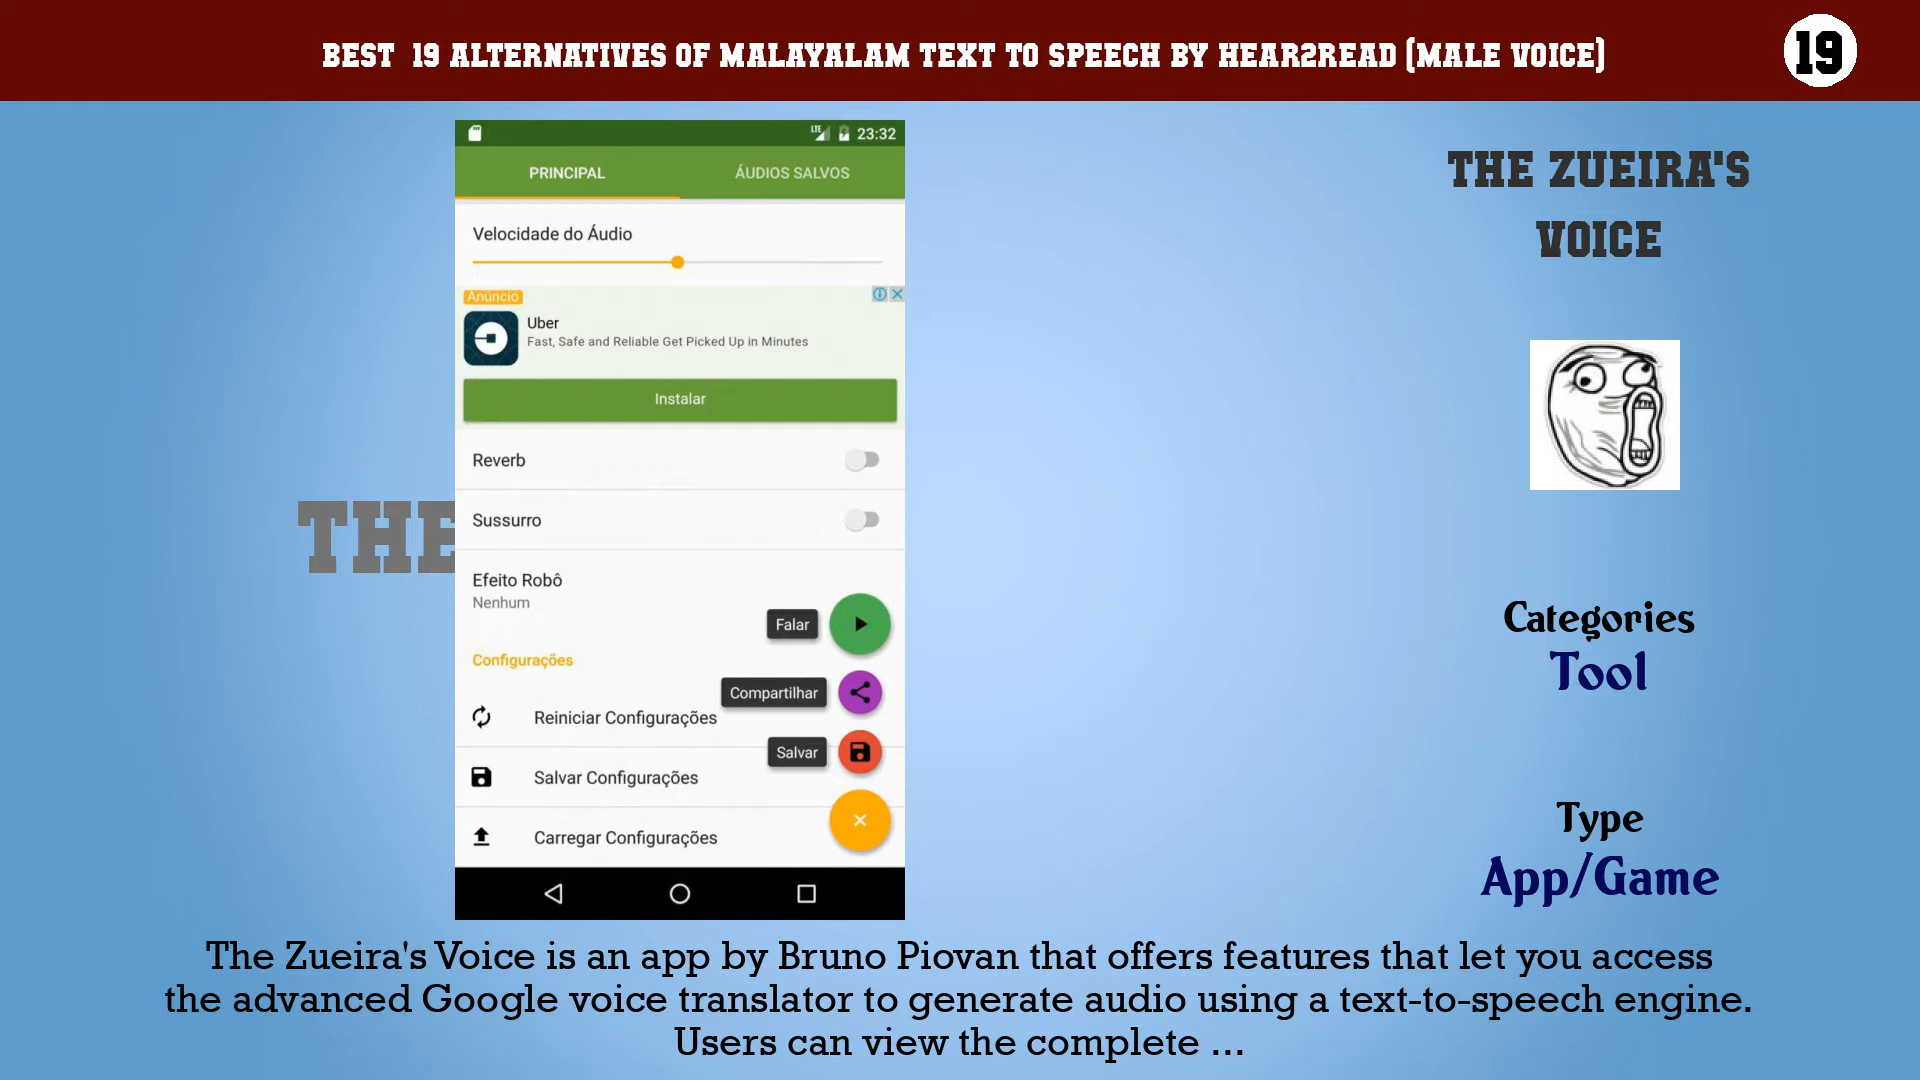 BEST 19 ALTERNATIVES OF MALAYALAM TEXT TO SPEECH BY HEAR2READ (MALE VOICE)
19
LTE 23:32
PRINCIPAL
ÁUDIOS SALVOS
Velocidade do Áudio
Anúncio
Uber
Fast, Safe and Reliable Get Picked Up in Minutes
Instalar
Reverb
Sussurro
THE
Efeito Robô
Nenhum
Falar
Configurações
Compartilhar
Reiniciar Configurações
Salvar
Salvar Configurações
Carregar Configurações
THE ZUEIRA'S
VOICE
Categories
Tool
Type
App/Game
The Zueira's Voice is an app by Bruno Piovan that offers features that let you access
the advanced Google voice translator to generate audio using a text-to-speech engine.
Users can view the complete ...